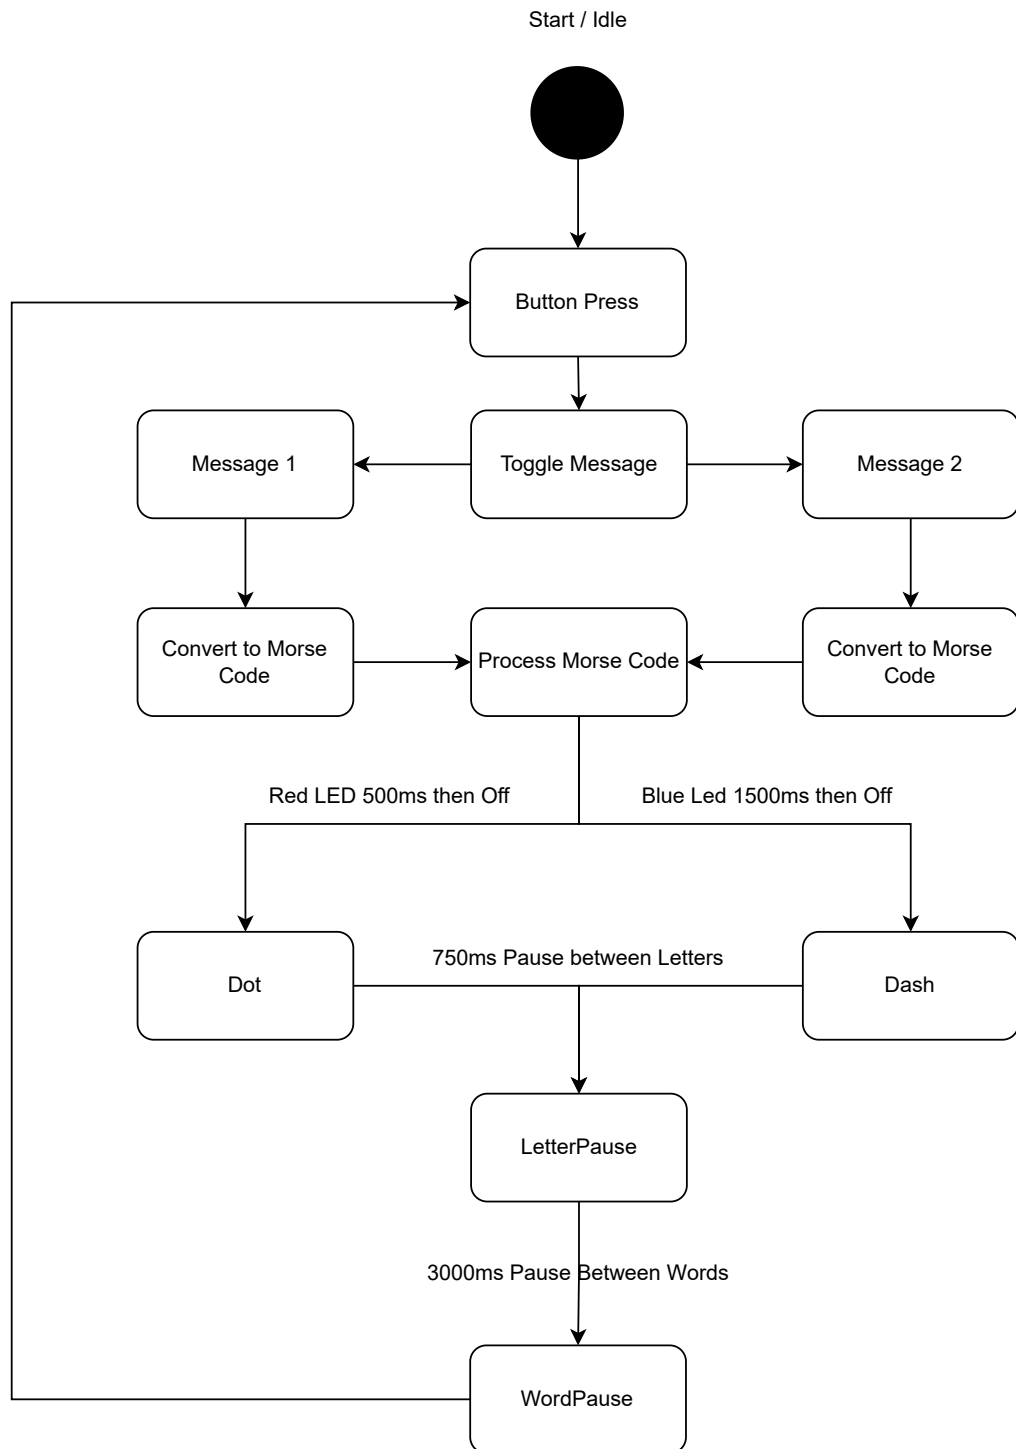 Start / Idle
Button Press
Message 1
Toggle Message
Message 2
Convert to Morse
Code
Process Morse Code
Convert to Morse
Code
Red LED 500ms then Off
Blue Led 1500ms then Off
Dot
750ms Pause between Letters
Dash
LetterPause
3000ms Pause Between Words
WordPause